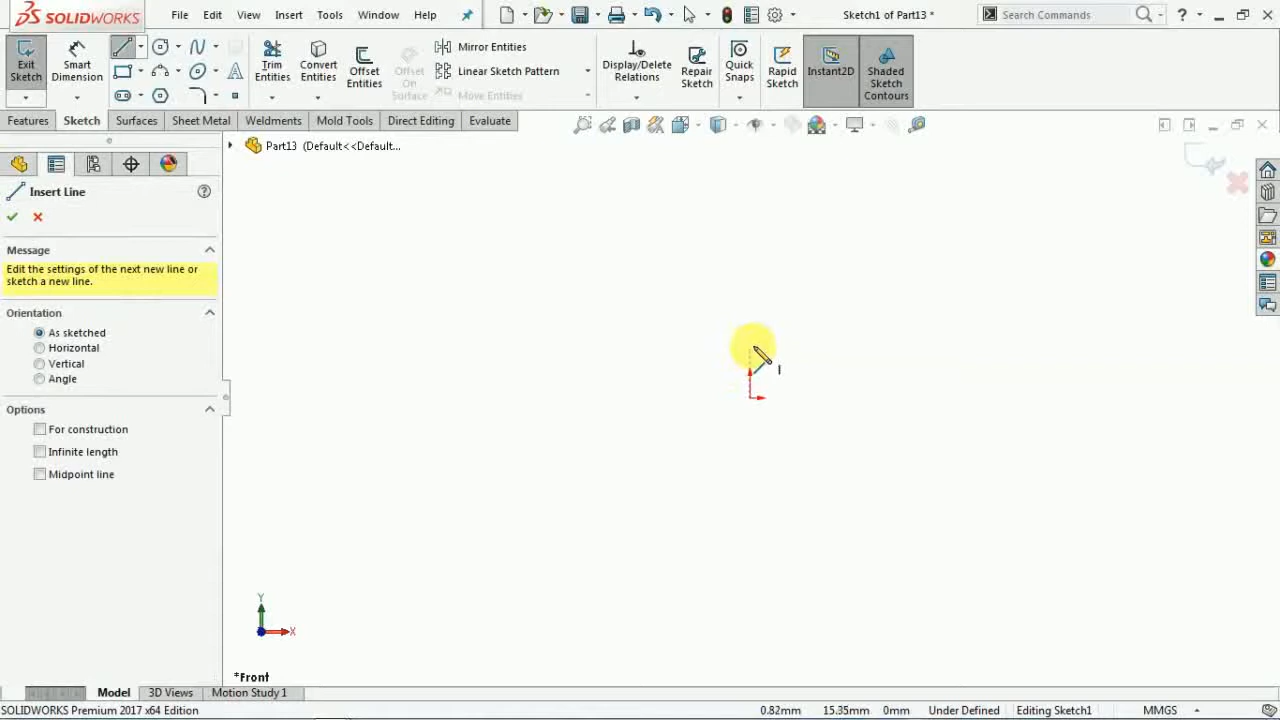 SOLIDWORKS File Edit View Insert Tools Window Help Sketch1 of Part13 * Search Commands ?
Exit Sketch
Smart Dimension
Trim Entities
Convert Entities
Offset Entities
Offset On Surface
Mirror Entities
Linear Sketch Pattern
Move Entities
Display/Delete Relations
Repair Sketch
Quick Snaps
Rapid Sketch
Instant2D
Shaded Sketch Contours
Features Sketch Surfaces Sheet Metal Weldments Mold Tools Direct Editing Evaluate
Part13 (Default<<Default...
Insert Line
Message
Edit the settings of the next new line or
sketch a new line.
Orientation
As sketched
Horizontal
Vertical
Angle
Options
For construction
Infinite length
Midpoint line
Y
X
*Front
Model 3D Views Motion Study 1
SOLIDWORKS Premium 2017 x64 Edition 0.82mm 15.35mm 0mm Under Defined Editing Sketch1 MMGS